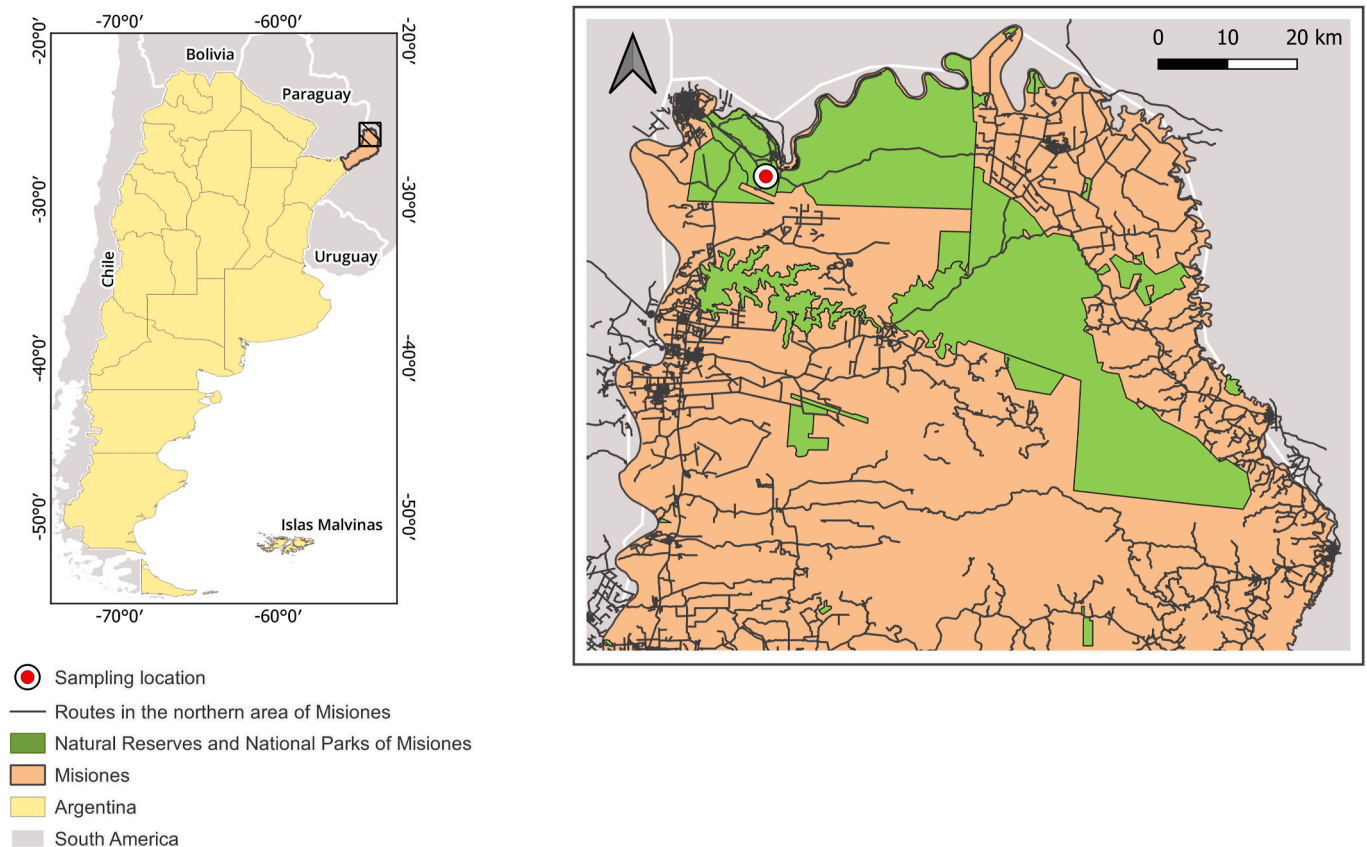 -70°0′ -60°0′
-20°0′
-20°0′
Bolivia
Paraguay
-30°0′
-30°0′
Uruguay
Chile
-40°0′
-40°0′
-50°0′
-50°0′
Islas Malvinas
-70°0′ -60°0′
0 10 20 km
Sampling location
Routes in the northern area of Misiones
Natural Reserves and National Parks of Misiones
Misiones
Argentina
South America